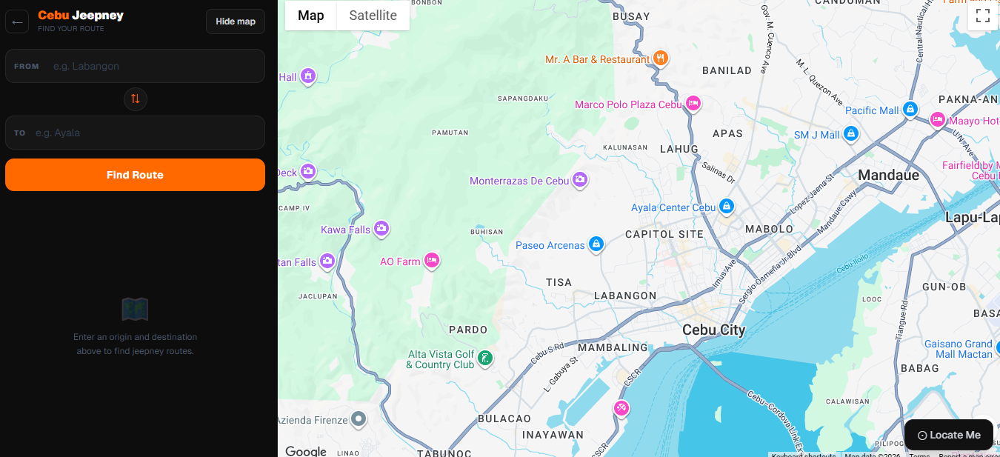 ←
Cebu Jeepney
FIND YOUR ROUTE
Hide map
FROM e.g. Labangon
TO e.g. Ayala
Find Route
Enter an origin and destination
above to find jeepney routes.
Map
Satellite
BONBON
BUSAY
CANDUMAN
Gov. M. Cuenco Ave
Mr. A Bar & Restaurant
BANILAD
M. L. Quezon Ave
Hall
SAPANGDAKU
Marco Polo Plaza Cebu
Pacific Mall
PAKNA-AN
Maayo Hot
SM J Mall
APAS
PAMUTAN
KALUNASAN
LAHUG
U.N. Ave
Salinas Dr
Deck
Monterrazas De Cebu
Mandaue
Fairfield by M
Cebu
Lopez Jaena St
Mandaue Cswy
CAMP IV
Ayala Center Cebu
Lapu-Lap
Kawa Falls
BUHISAN
CAPITOL SITE
MABOLO
Paseo Arcenas
tan Falls
AO Farm
Imus Ave
Sergio Osmeña Jr Blvd
Cebu-Iloilo
TISA
GUN-OB
JACLUPAN
LABANGON
LOOC
BASA
Tiangue Rd
PARDO
Cebu City
Alta Vista Golf
& Country Club
Cebu S Rd
MAMBALING
Gaisano Grand
Mall Mactan
L. Gabuya St
CSCR
BABAG
Cebu–Cordova Link Ex
CALAWISAN
Azienda Firenze
BULACAO
INAYAWAN
Locate Me
PILIPOG
CSCR
Google
LINAO
TABUNOC
Keyboard shortcuts
Map data ©2026
Terms
Report a map error